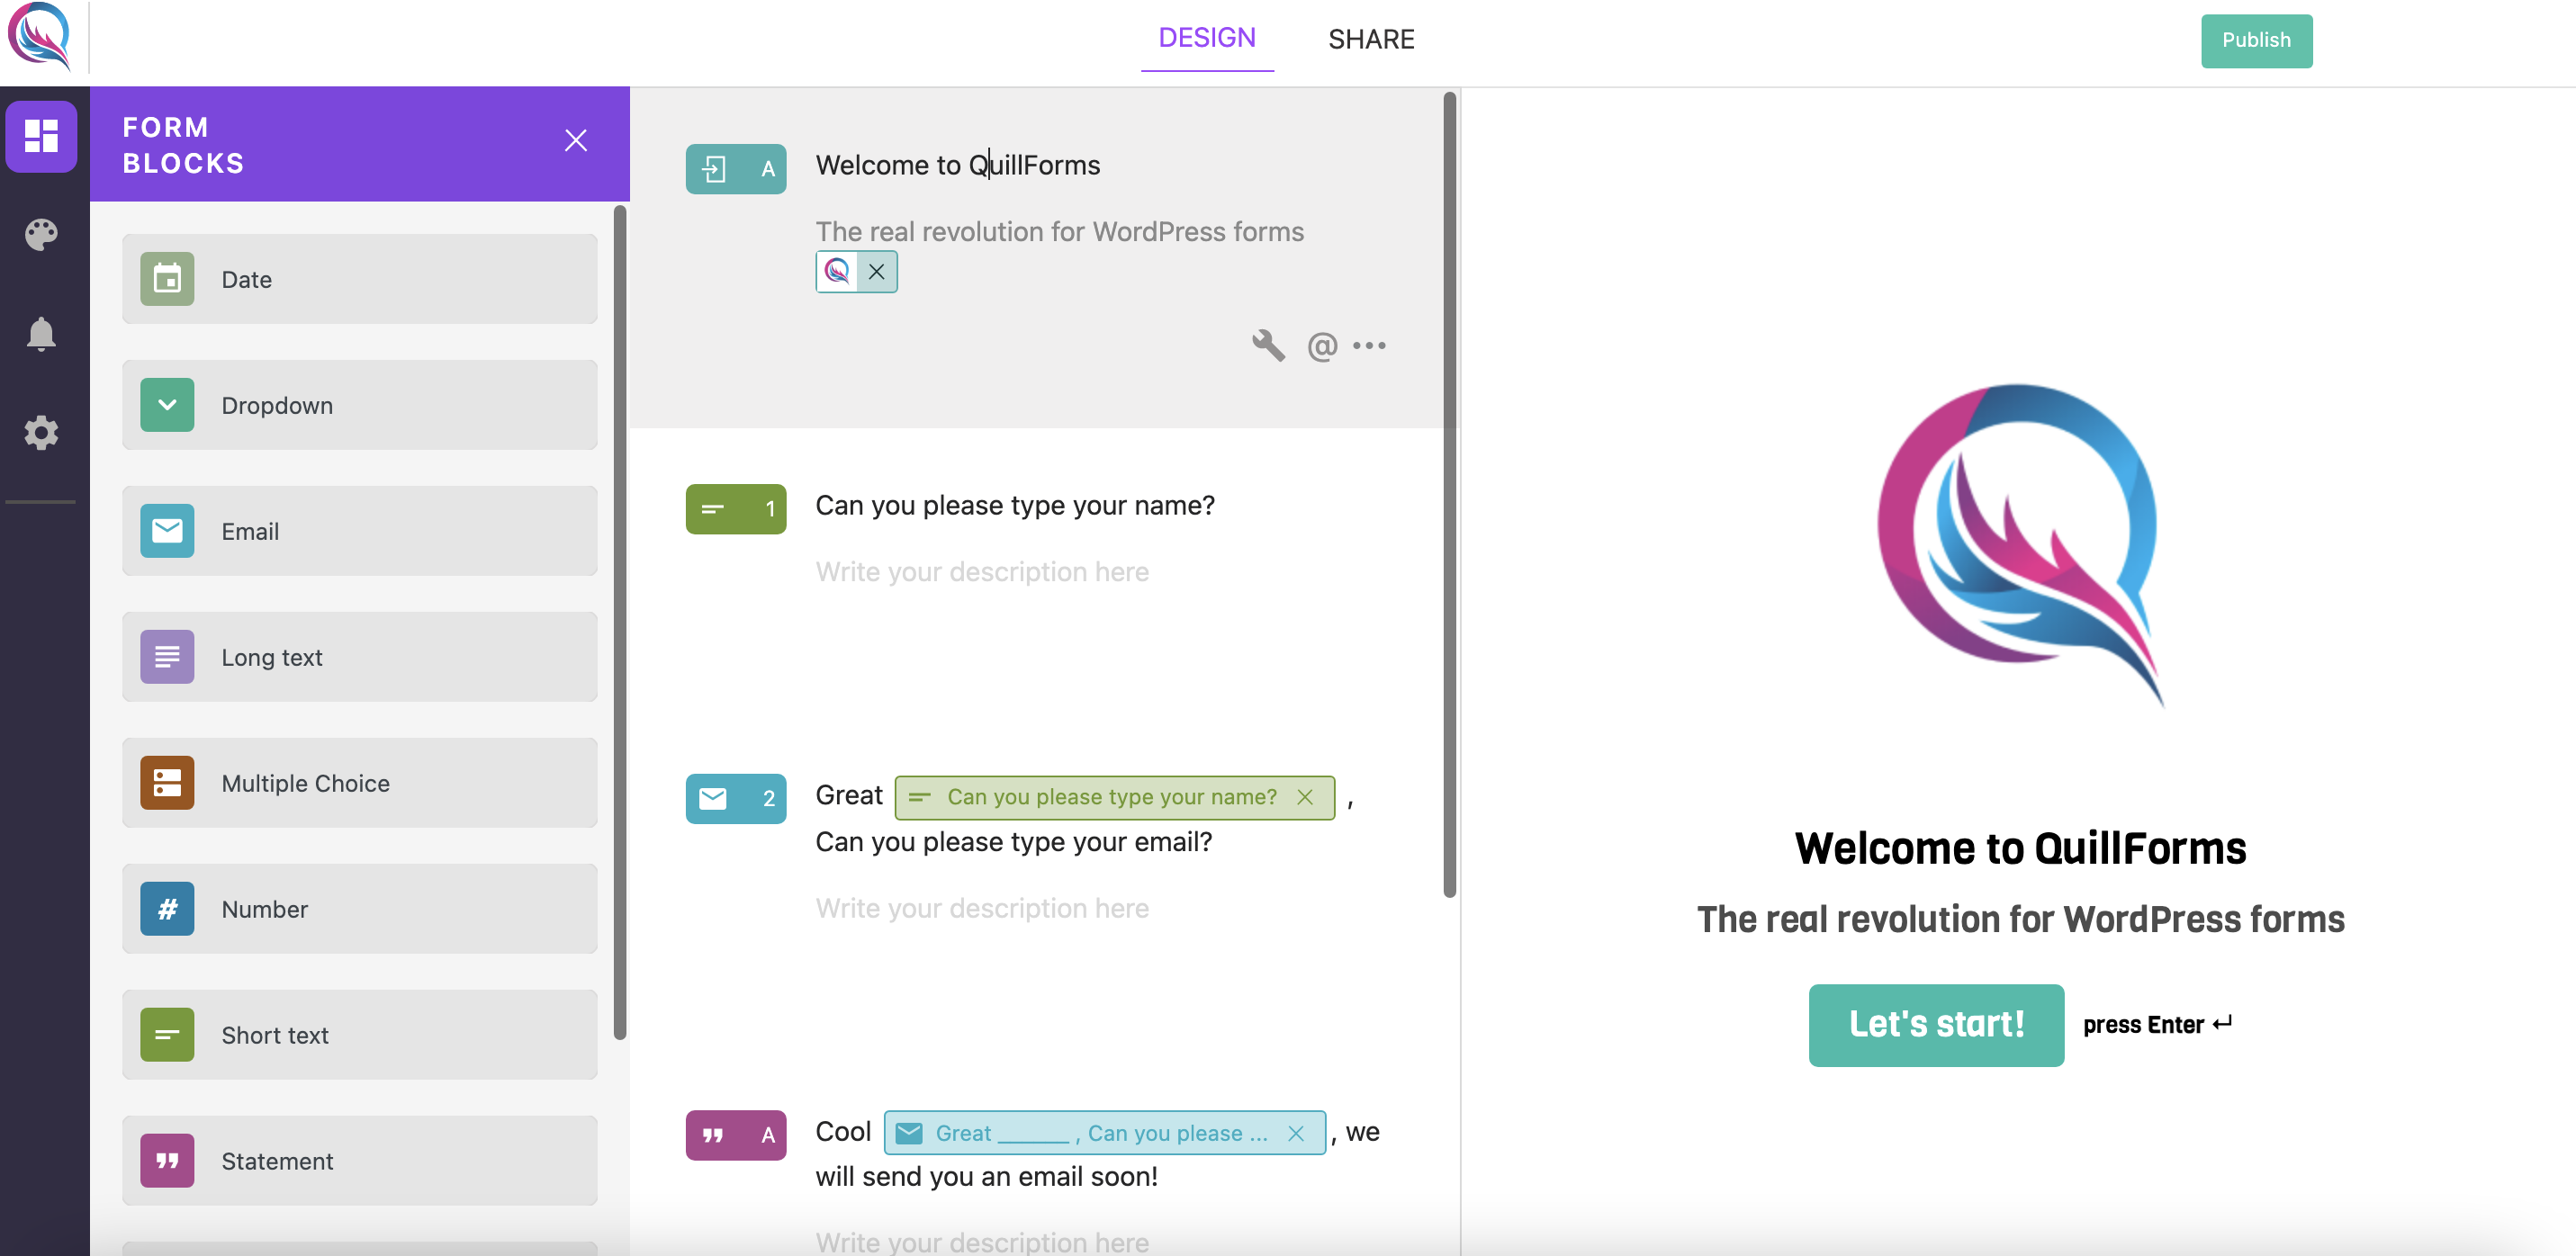 DESIGN
SHARE
Publish
FORM
BLOCKS
Date
Dropdown
Email
Long text
Multiple Choice
# Number
Short text
Statement
A Welcome to QuillForms
The real revolution for WordPress forms
@
1 Can you please type your name?
Write your description here
2 Great Can you please type your name? ,
Can you please type your email?
Write your description here
A Cool Great ______ , Can you please ... , we
will send you an email soon!
Write your description here
Welcome to QuillForms
The real revolution for WordPress forms
Let's start! press Enter ↵